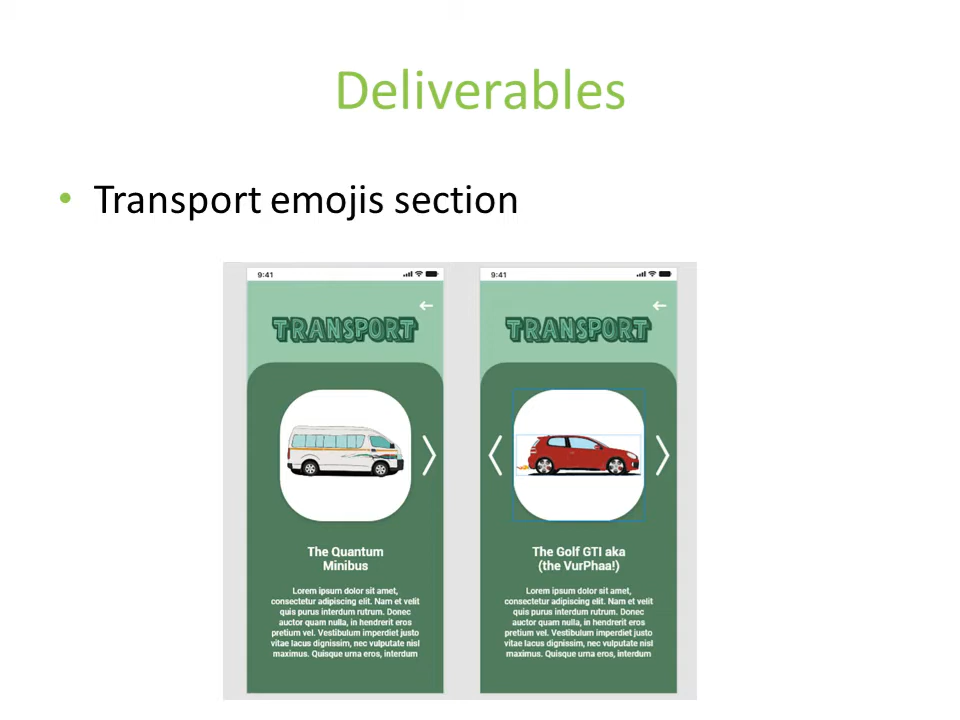 Deliverables
• Transport emojis section
9:41
TRANSPORT
The Quantum
Minibus
Lorem ipsum dolor sit amet,
consectetur adipiscing elit. Nam et velit
quis purus interdum rutrum. Donec
auctor quam nulla, in hendrerit eros
pretium vel. Vestibulum imperdiet justo
vitae lacus dignissim, nec vulputate nisl
maximus. Quisque urna eros, interdum
9:41
TRANSPORT
The Golf GTI aka
(the VurPhaa!)
Lorem ipsum dolor sit amet,
consectetur adipiscing elit. Nam et velit
quis purus interdum rutrum. Donec
auctor quam nulla, in hendrerit eros
pretium vel. Vestibulum imperdiet justo
vitae lacus dignissim, nec vulputate nisl
maximus. Quisque urna eros, interdum